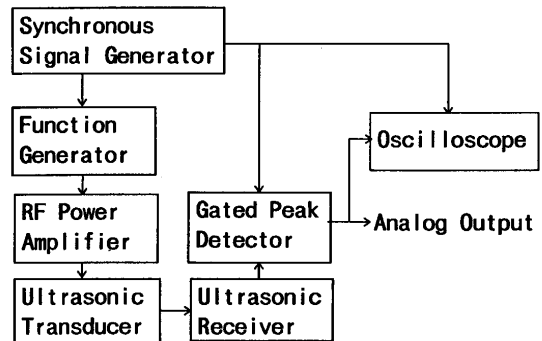 Synchronous
Signal Generator
Function
Generator
Oscilloscope
RF Power
Amplifier
Gated Peak
Detector
Analog Output
Ultrasonic
Transducer
Ultrasonic
Receiver